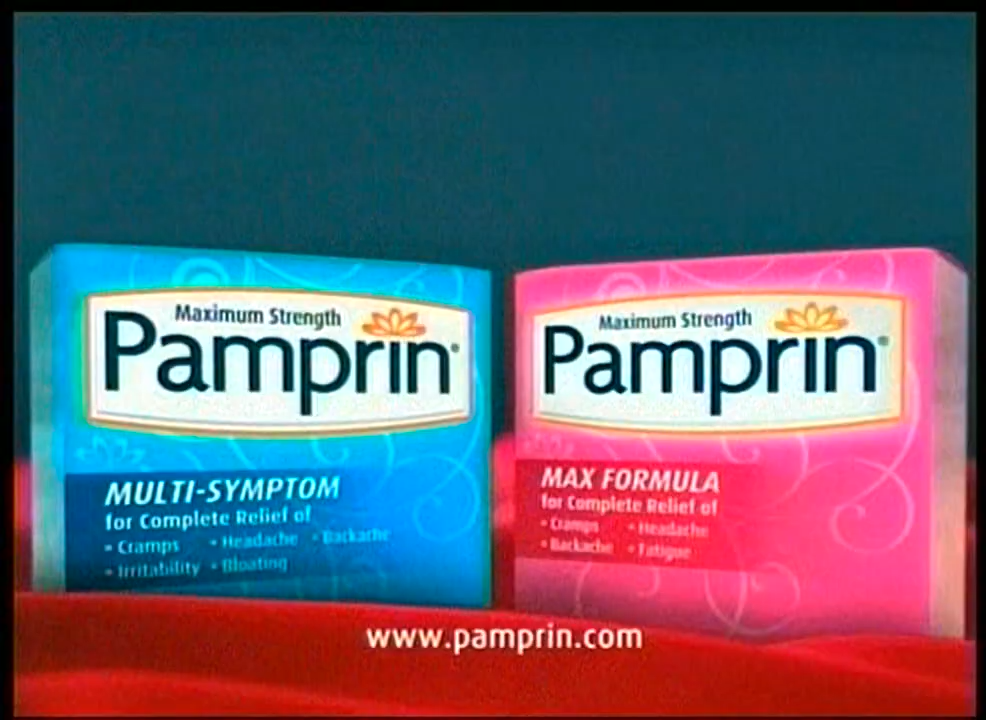 Maximum Strength
Pamprin®
MULTI-SYMPTOM
for Complete Relief of
• Cramps • Headache • Backache
• Irritability • Bloating
Maximum Strength
Pamprin®
MAX FORMULA
for Complete Relief of
• Cramps • Headache
• Backache • Fatigue
www.pamprin.com